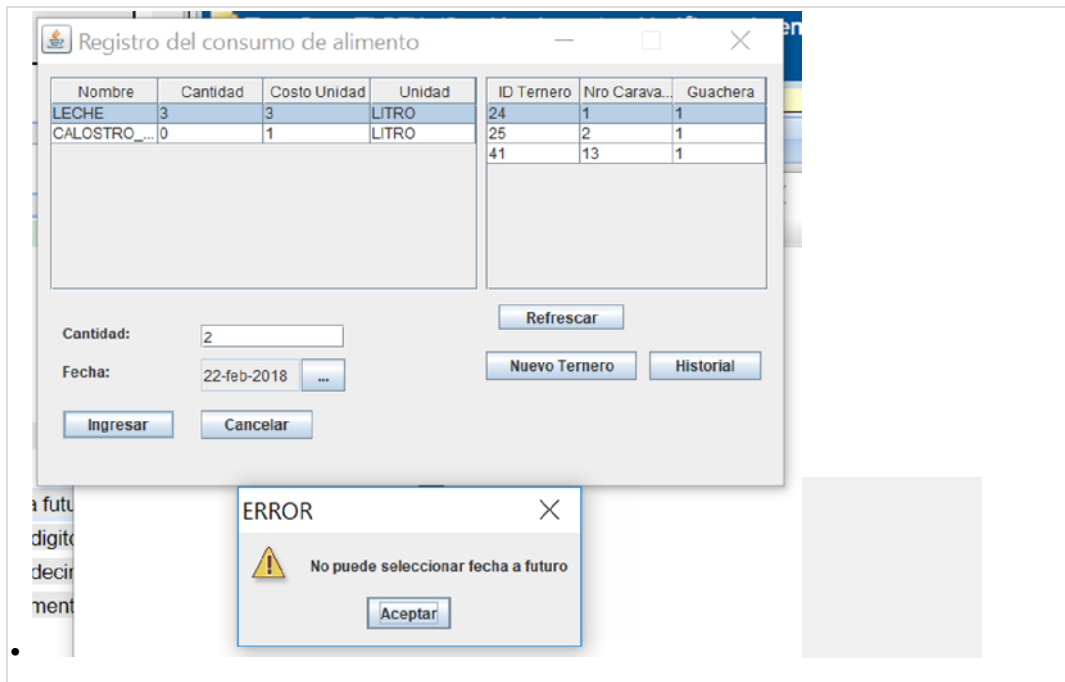 Registro del consumo de alimento
Nombre Cantidad Costo Unidad Unidad
LECHE 3 3 LITRO
CALOSTRO_... 0 1 LITRO
ID Ternero Nro Carava... Guachera
24 1 1
25 2 1
41 13 1
Refrescar
Cantidad: 2
Nuevo Ternero Historial
Fecha: 22-feb-2018 ...
Ingresar Cancelar
ERROR
No puede seleccionar fecha a futuro
Aceptar
a futu
digito
decir
ment